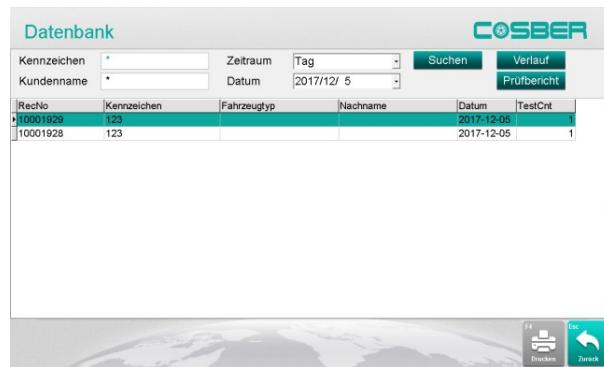 Datenbank
COSBER
Kennzeichen * Zeitraum Tag Suchen Verlauf
Kundenname * Datum 2017/12/ 5 Prüfbericht
RecNo Kennzeichen Fahrzeugtyp Nachname Datum TestCnt
10001929 123 2017-12-05 1
10001928 123 2017-12-05 1
F4 Esc
Drucken Zurück